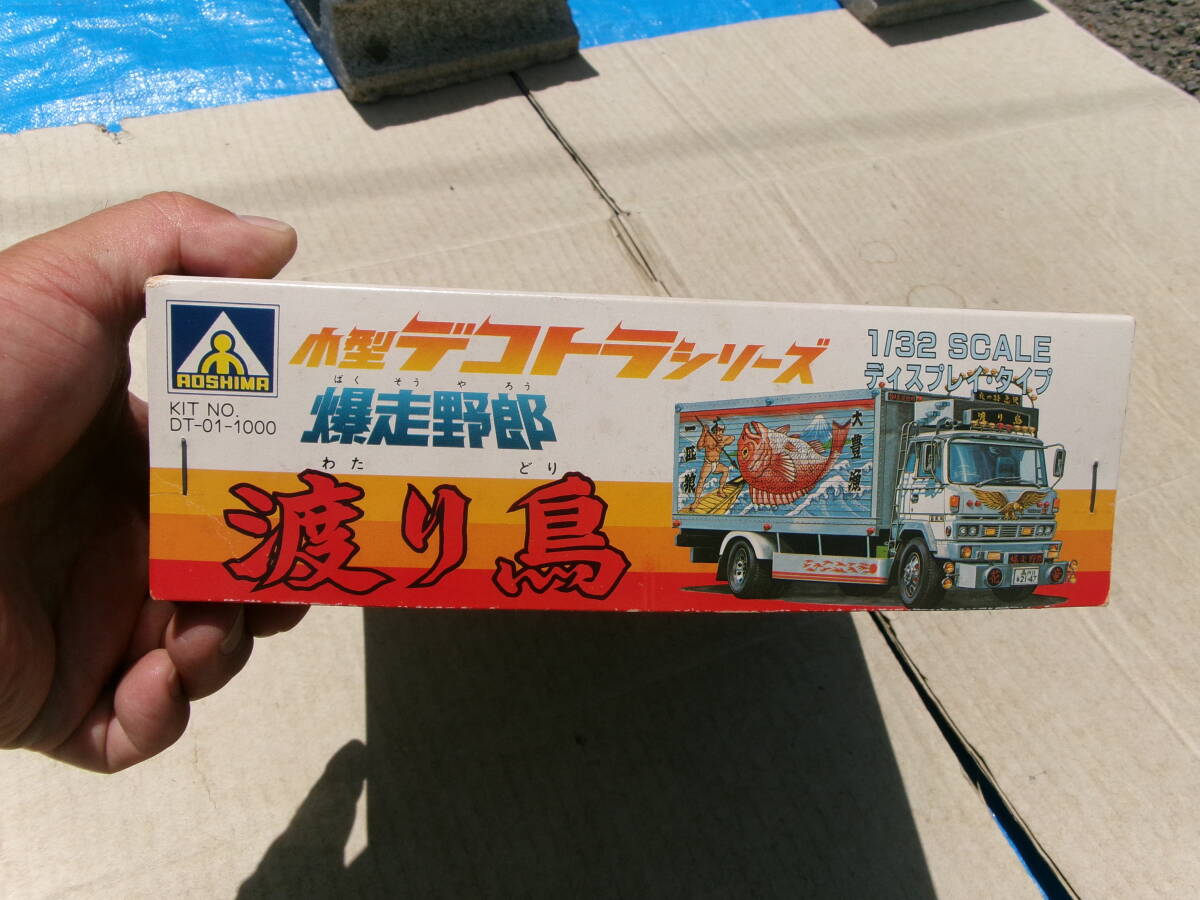 AOSHIMA
KIT NO.
DT-01-1000
小型デコトラシリーズ
ばくそうやろう
爆走野郎
わたどり
渡り鳥
1/32 SCALE
ディスプレイ・タイプ
一匹狼
大豊漁
渡り鳥
21-47